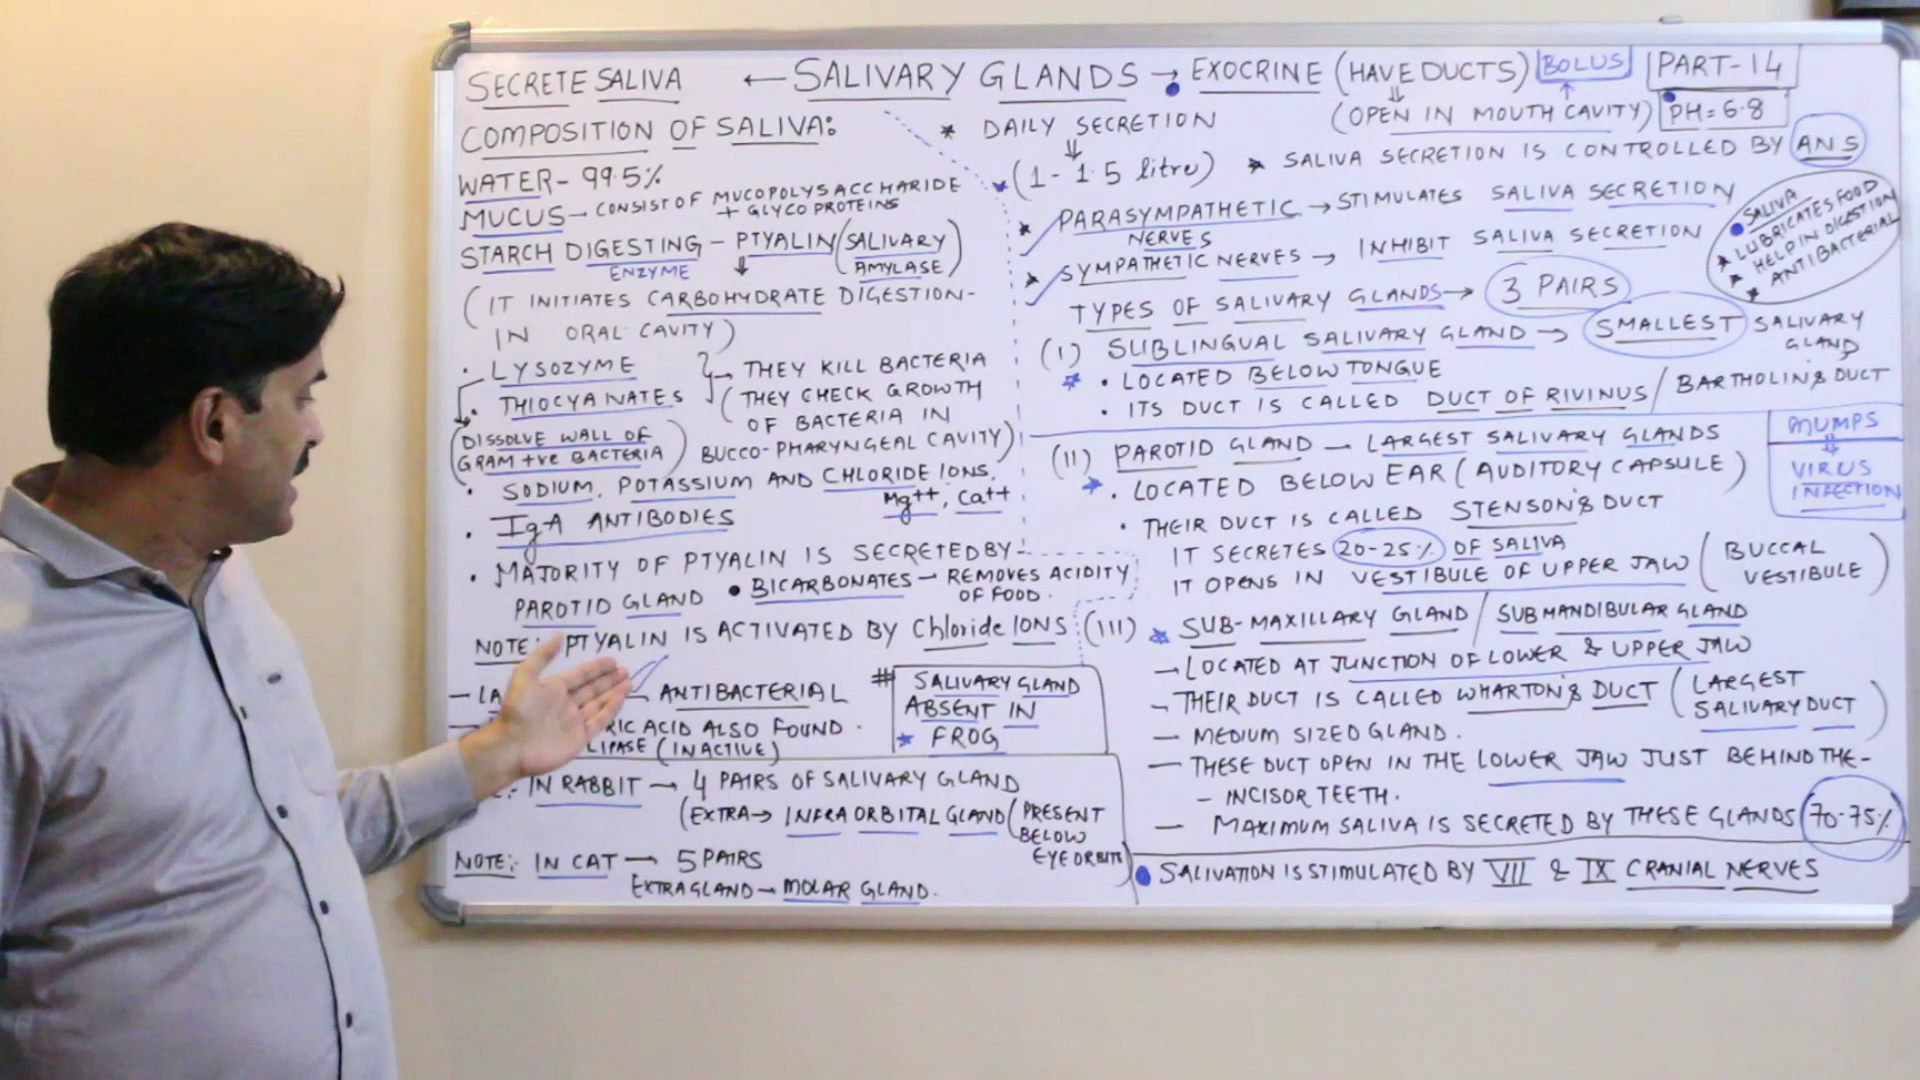 SECRETE SALIVA ← SALIVARY GLANDS → EXOCRINE (HAVE DUCTS) BOLUS PART-14
(OPEN IN MOUTH CAVITY) PH=6.8
COMPOSITION OF SALIVA:
WATER - 99.5%
MUCUS → CONSIST OF MUCOPOLYSACCHARIDE
+ GLYCOPROTEINS
STARCH DIGESTING - PTYALIN (SALIVARY
ENZYME AMYLASE)
(IT INITIATES CARBOHYDRATE DIGESTION-
IN ORAL CAVITY)
• LYSOZYME } → THEY KILL BACTERIA
• THIOCYANATES (THEY CHECK GROWTH
OF BACTERIA IN
BUCCO-PHARYNGEAL CAVITY)
(DISSOLVE WALL OF
GRAM +ve BACTERIA)
• SODIUM, POTASSIUM AND CHLORIDE IONS,
Mg++, Ca++
• IgA ANTIBODIES
• MAJORITY OF PTYALIN IS SECRETED BY-
PAROTID GLAND
• BICARBONATES - REMOVES ACIDITY
OF FOOD.
NOTE: PTYALIN IS ACTIVATED BY Chloride IONS
- ANTIBACTERIAL
ACID ALSO FOUND.
LIPASE (INACTIVE)
# SALIVARY GLAND
ABSENT IN
★ FROG
IN RABBIT → 4 PAIRS OF SALIVARY GLAND
(EXTRA → INFRA ORBITAL GLAND (PRESENT
BELOW
EYE ORBITE)
NOTE:- IN CAT → 5 PAIRS
EXTRA GLAND → MOLAR GLAND.
★ DAILY SECRETION
⇓
(1 - 1.5 litre)
★ SALIVA SECRETION IS CONTROLLED BY ANS
★ PARASYMPATHETIC → STIMULATES SALIVA SECRETION
NERVES
★ SYMPATHETIC NERVES → INHIBIT SALIVA SECRETION
• SALIVA
★ LUBRICATES FOOD
★ HELP IN DIGESTION
★ ANTIBACTERIAL
TYPES OF SALIVARY GLANDS → 3 PAIRS
(I) SUBLINGUAL SALIVARY GLAND → SMALLEST SALIVARY
GLAND
★ • LOCATED BELOW TONGUE
• ITS DUCT IS CALLED DUCT OF RIVINUS / BARTHOLIN'S DUCT
(II) PAROTID GLAND - LARGEST SALIVARY GLANDS
★ • LOCATED BELOW EAR (AUDITORY CAPSULE)
• THEIR DUCT IS CALLED STENSON'S DUCT
IT SECRETES 20-25% OF SALIVA
IT OPENS IN VESTIBULE OF UPPER JAW (BUCCAL
VESTIBULE)
MUMPS
⇓
VIRUS
INFECTION
(III) ★ SUB-MAXILLARY GLAND / SUBMANDIBULAR GLAND
→ LOCATED AT JUNCTION OF LOWER & UPPER JAW
→ THEIR DUCT IS CALLED WHARTON'S DUCT (LARGEST
SALIVARY DUCT)
- MEDIUM SIZED GLAND.
- THESE DUCT OPEN IN THE LOWER JAW JUST BEHIND THE-
- INCISOR TEETH.
- MAXIMUM SALIVA IS SECRETED BY THESE GLANDS 70-75%
• SALIVATION IS STIMULATED BY VII & IX CRANIAL NERVES